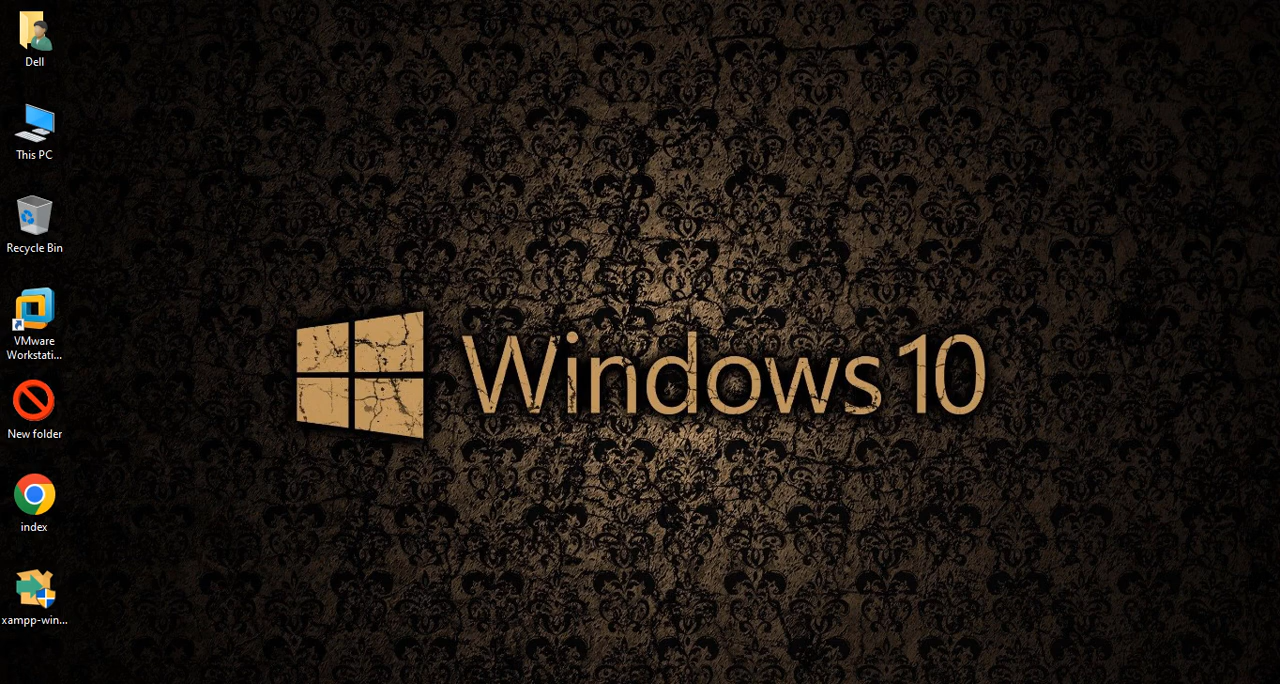 Dell
This PC
Recycle Bin
VMware
Workstati...
New folder
index
xampp-win...
Windows 10